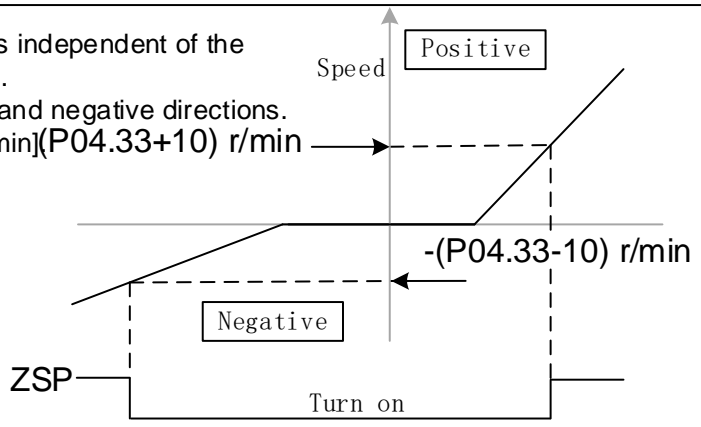 s independent of the
.
and negative directions.
min](P04.33+10) r/min
Speed
Positive
-(P04.33-10) r/min
Negative
ZSP
Turn on